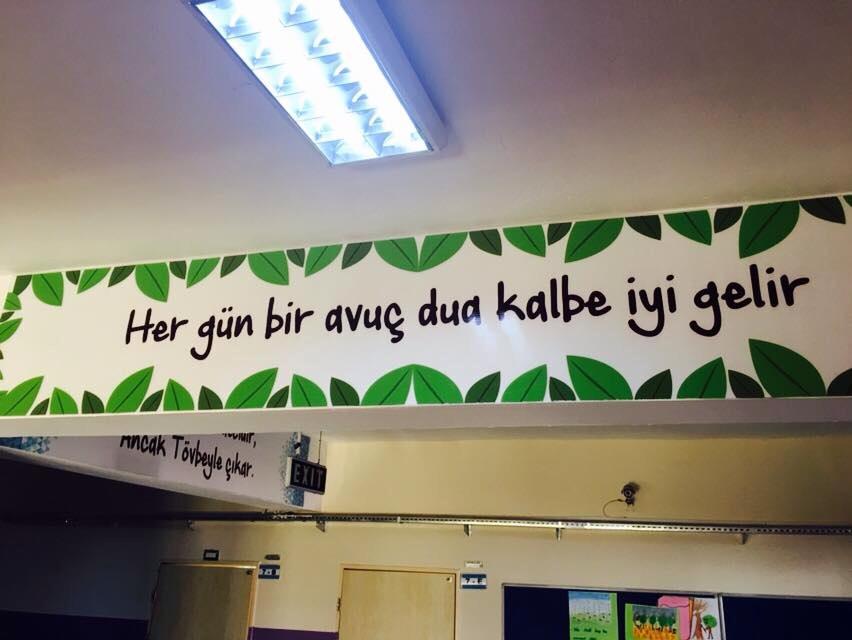 Her gün bir avuç dua kalbe iyi gelir
Ancak Tövbeyle çıkar.
EXIT